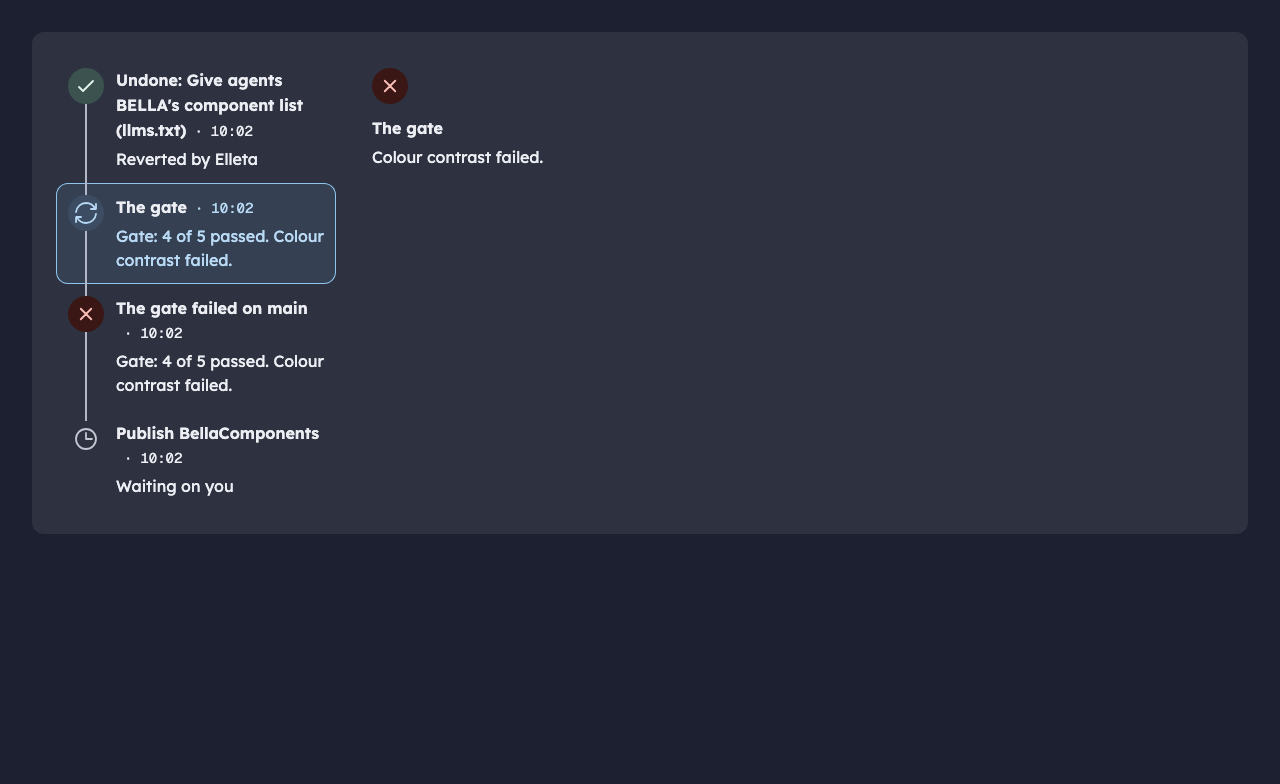 Undone: Give agents
BELLA's component list
(llms.txt) · 10:02
Reverted by Elleta
The gate · 10:02
Gate: 4 of 5 passed. Colour
contrast failed.
The gate failed on main
· 10:02
Gate: 4 of 5 passed. Colour
contrast failed.
Publish BellaComponents
· 10:02
Waiting on you
The gate
Colour contrast failed.